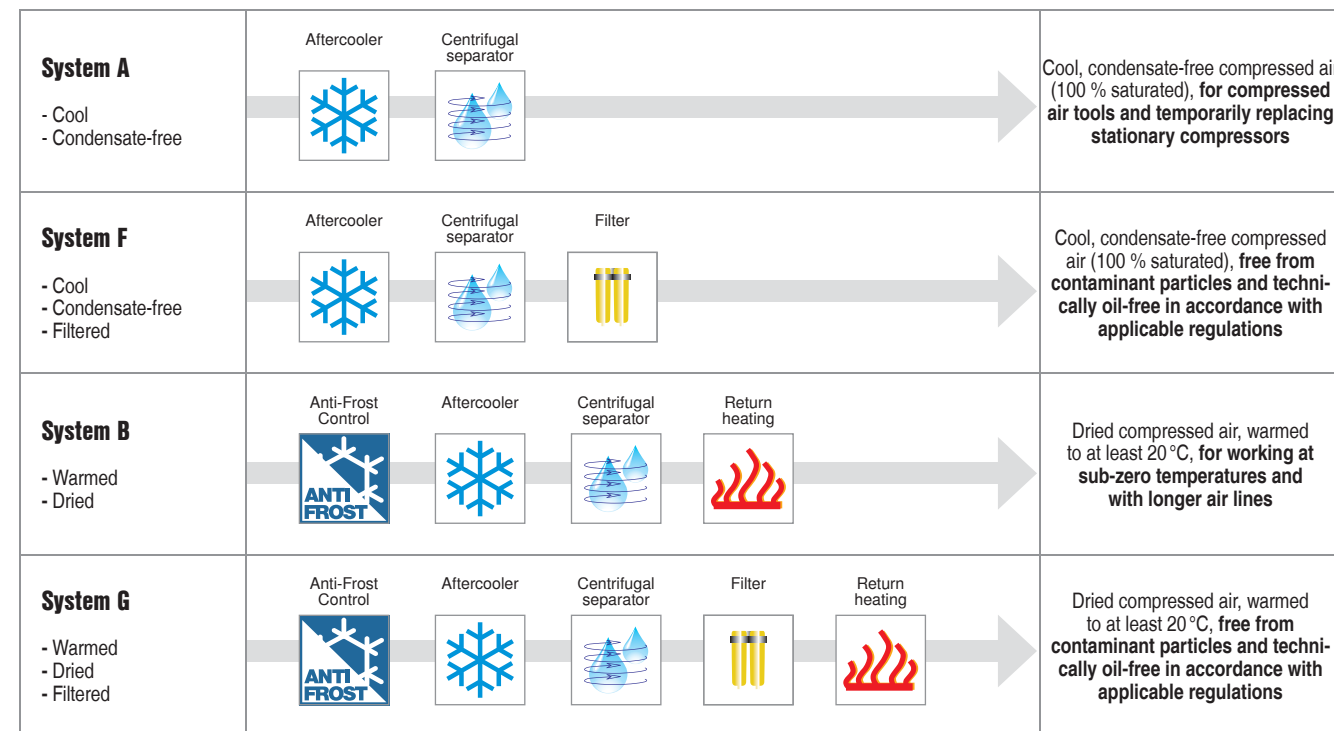 System A
- Cool
- Condensate-free
Aftercooler
Centrifugal
separator
Cool, condensate-free compressed air
(100 % saturated), for compressed
air tools and temporarily replacing
stationary compressors
System F
- Cool
- Condensate-free
- Filtered
Aftercooler
Centrifugal
separator
Filter
Cool, condensate-free compressed
air (100 % saturated), free from
contaminant particles and techni-
cally oil-free in accordance with
applicable regulations
System B
- Warmed
- Dried
Anti-Frost
Control
ANTI
FROST
Aftercooler
Centrifugal
separator
Return
heating
Dried compressed air, warmed
to at least 20 °C, for working at
sub-zero temperatures and
with longer air lines
System G
- Warmed
- Dried
- Filtered
Anti-Frost
Control
ANTI
FROST
Aftercooler
Centrifugal
separator
Filter
Return
heating
Dried compressed air, warmed
to at least 20 °C, free from
contaminant particles and techni-
cally oil-free in accordance with
applicable regulations